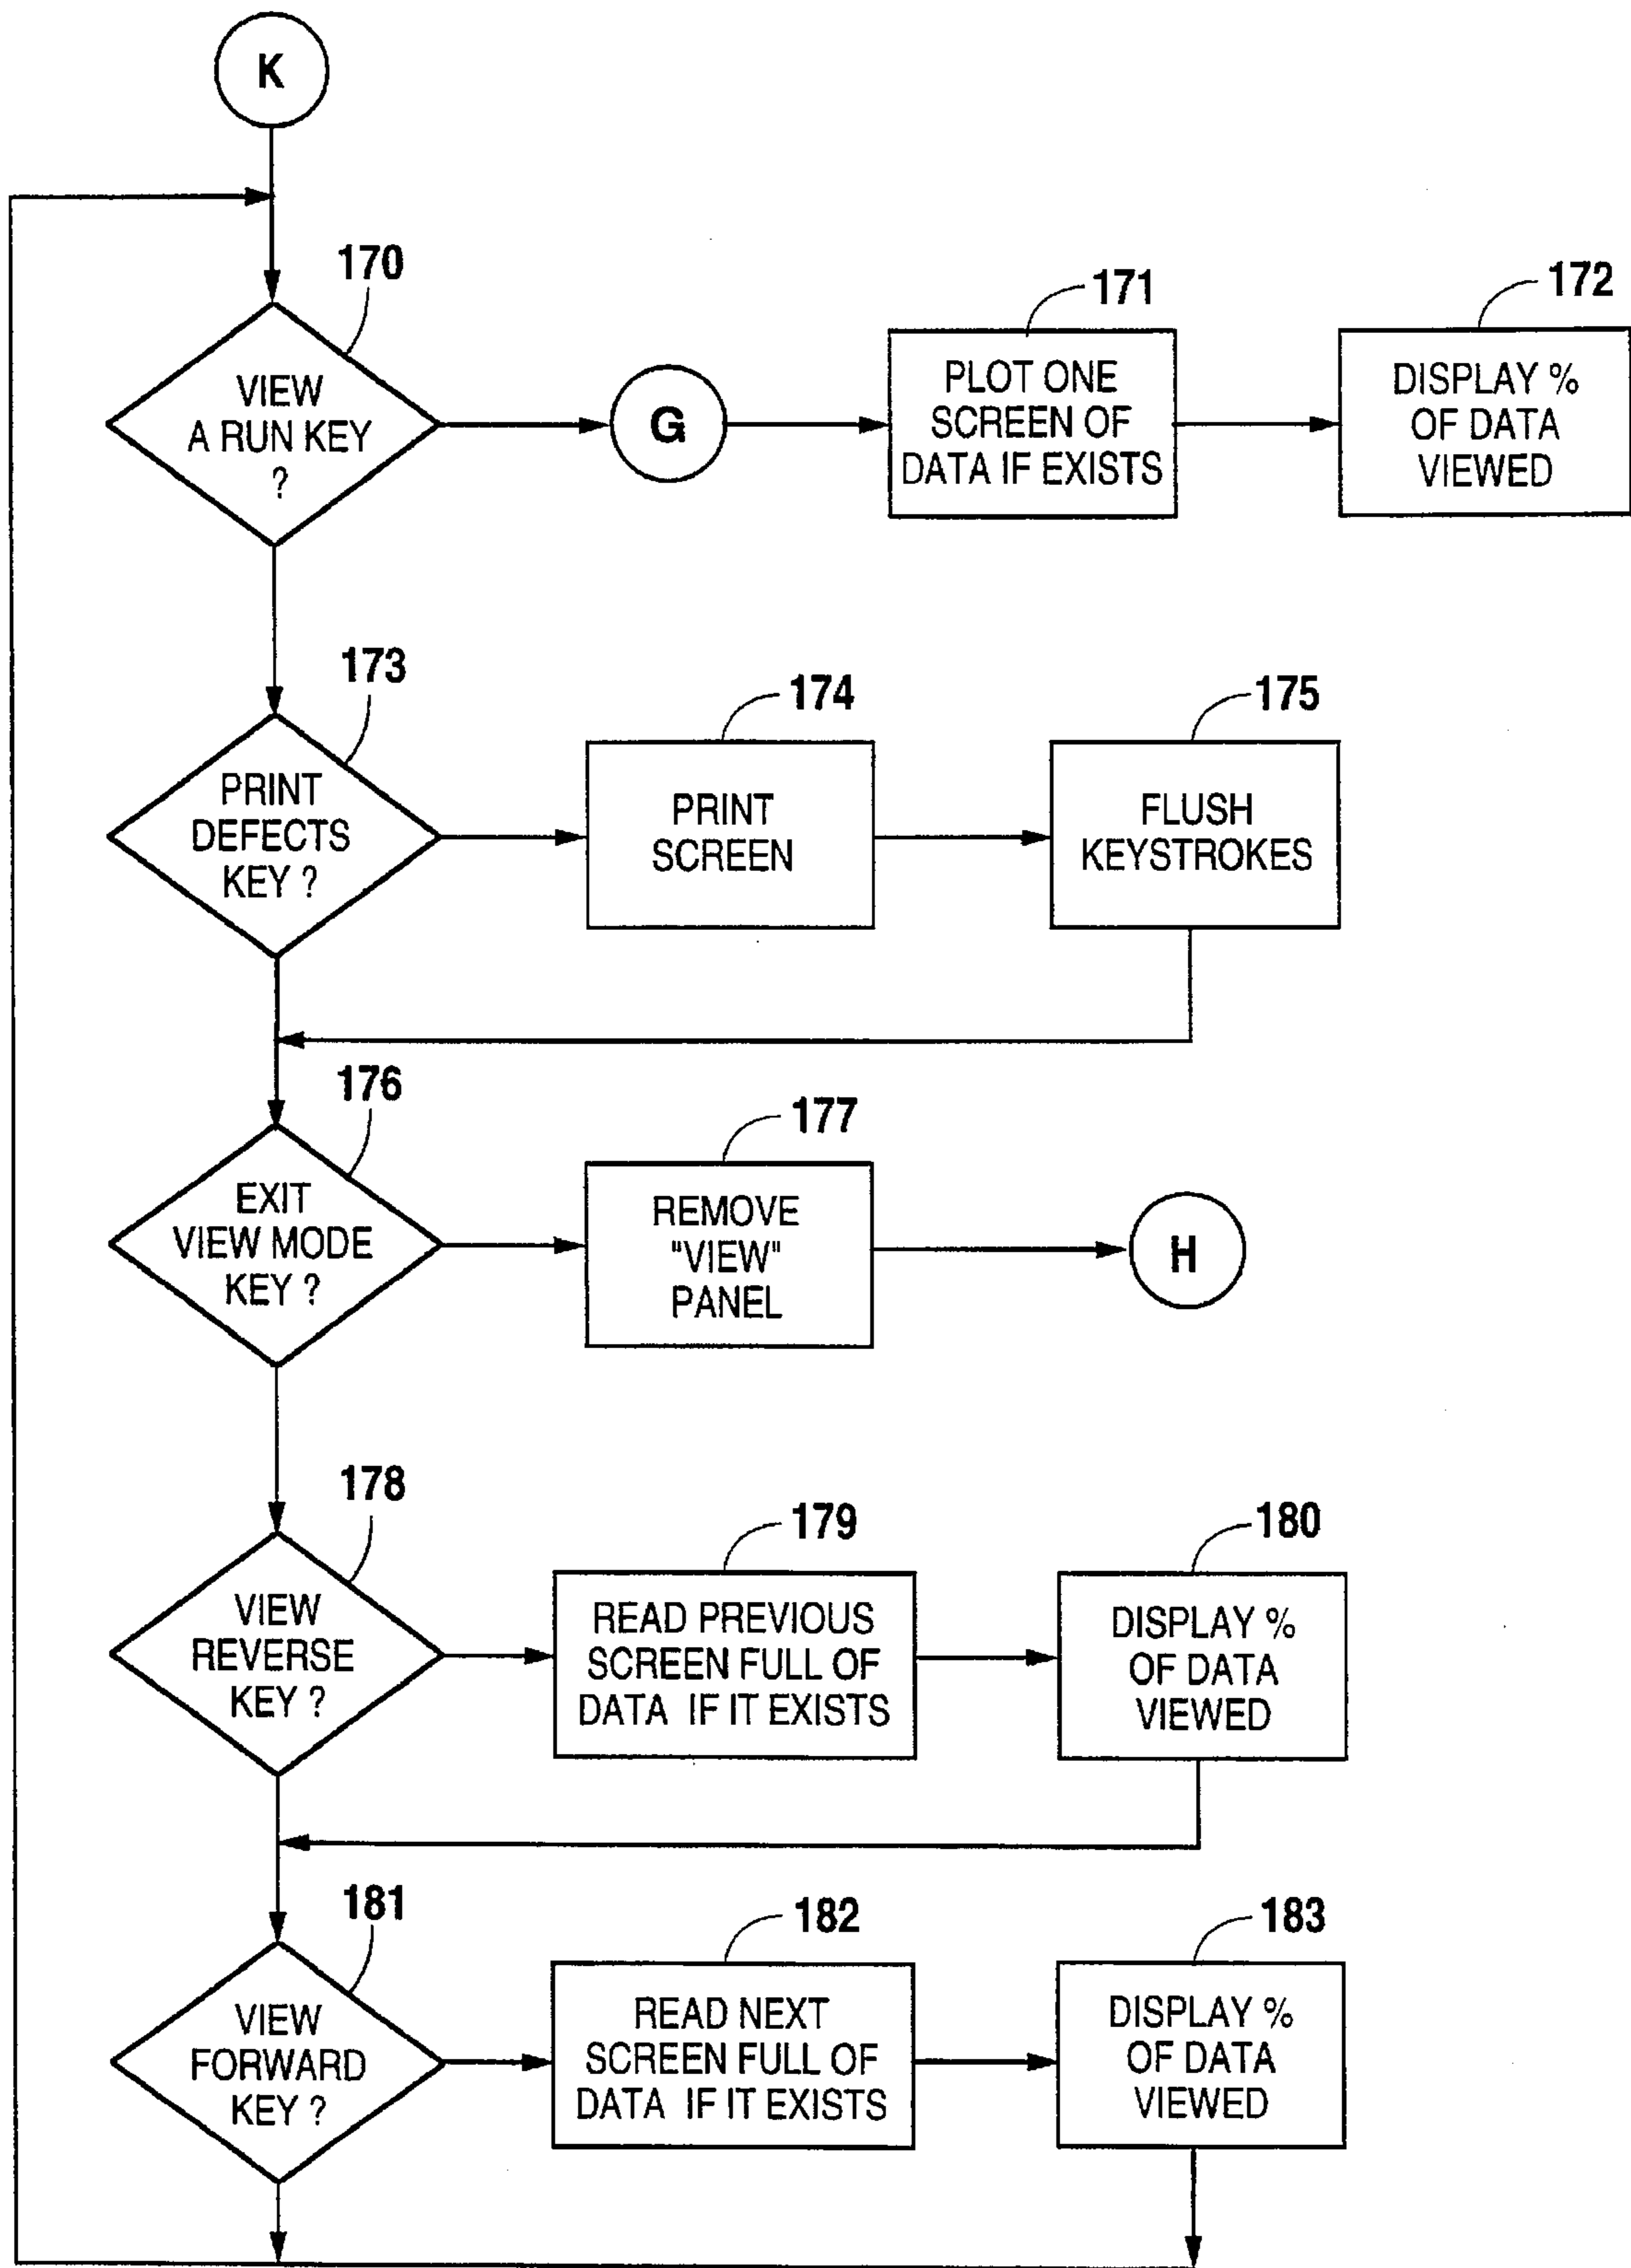 K
170
171
172
VIEW
A RUN KEY
?
G
PLOT ONE
SCREEN OF
DATA IF EXISTS
DISPLAY %
OF DATA
VIEWED
173
174
175
PRINT
DEFECTS
KEY ?
PRINT
SCREEN
FLUSH
KEYSTROKES
176
177
EXIT
VIEW MODE
KEY ?
REMOVE
"VIEW"
PANEL
H
178
179
180
VIEW
REVERSE
KEY ?
READ PREVIOUS
SCREEN FULL OF
DATA IF IT EXISTS
DISPLAY %
OF DATA
VIEWED
181
182
183
VIEW
FORWARD
KEY ?
READ NEXT
SCREEN FULL OF
DATA IF IT EXISTS
DISPLAY %
OF DATA
VIEWED